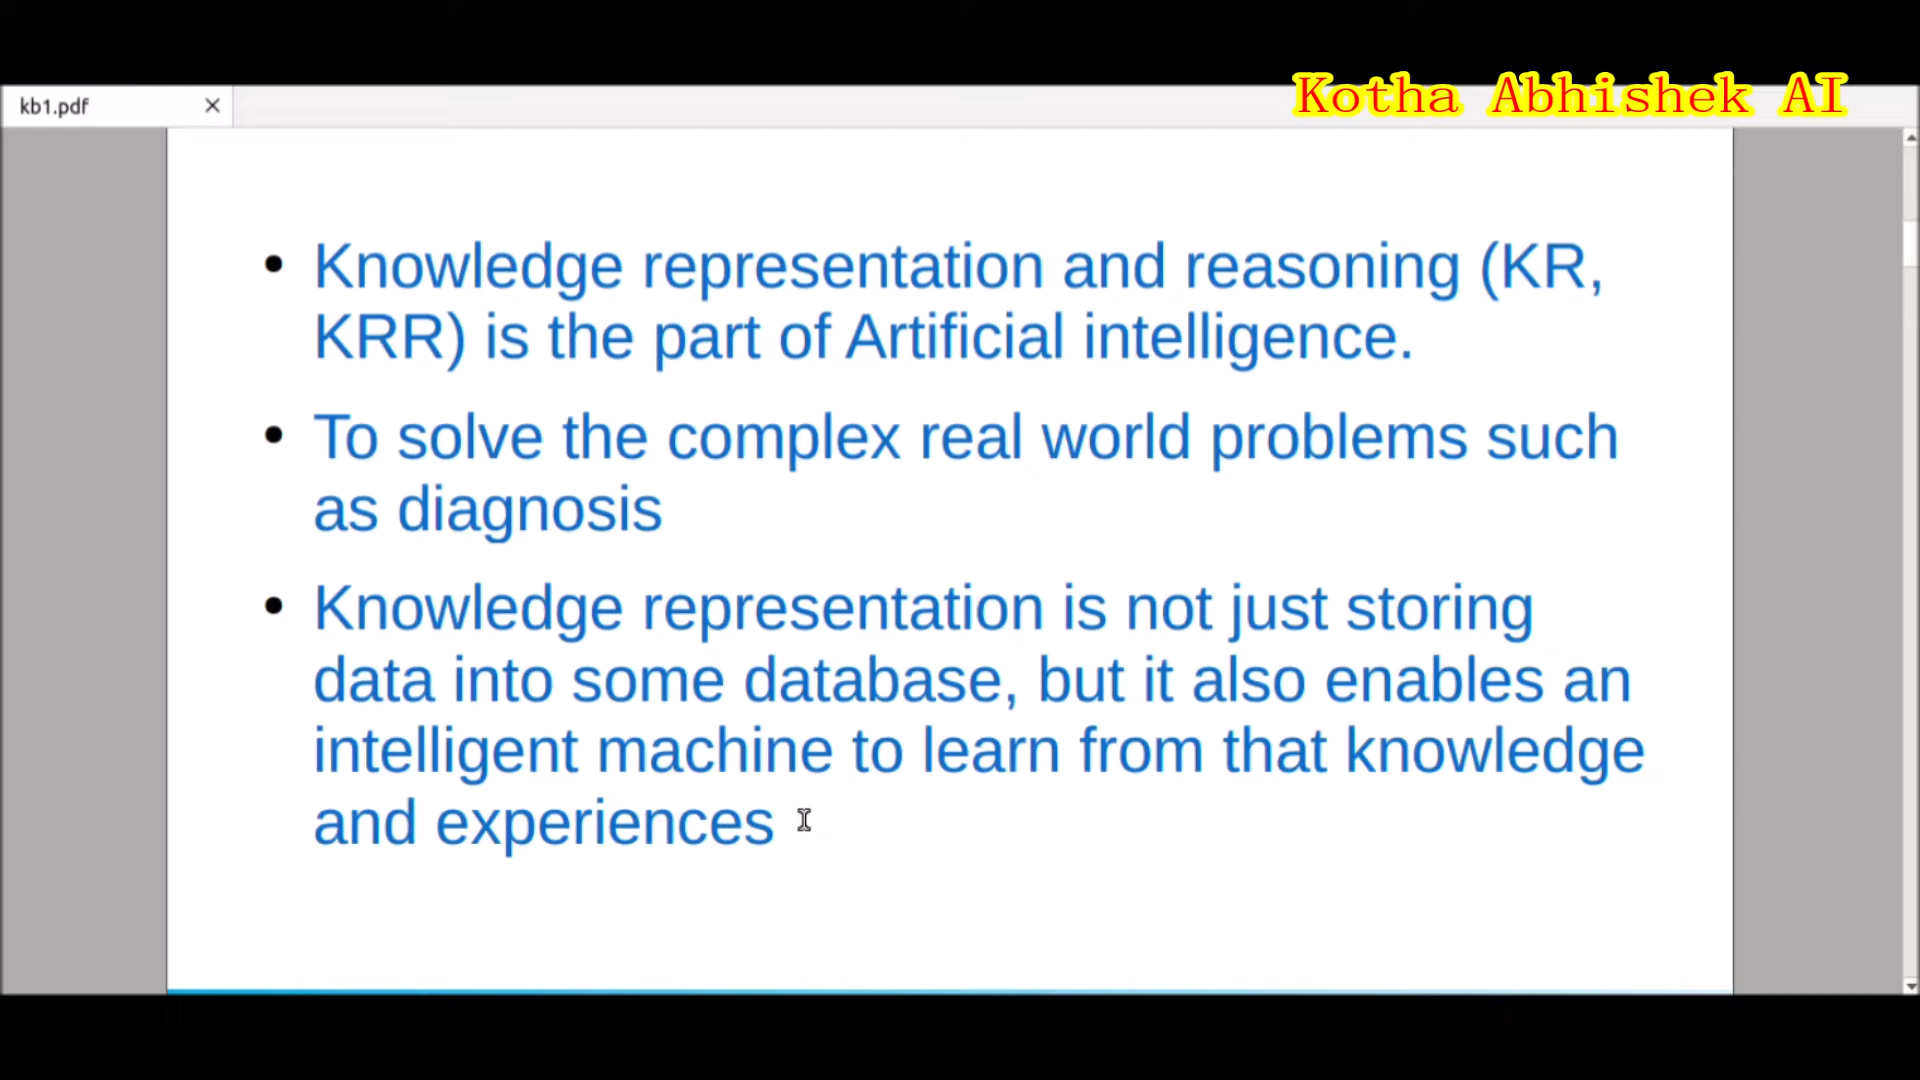 Kotha Abhishek AI
kb1.pdf
• Knowledge representation and reasoning (KR,
KRR) is the part of Artificial intelligence.
• To solve the complex real world problems such
as diagnosis
• Knowledge representation is not just storing
data into some database, but it also enables an
intelligent machine to learn from that knowledge
and experiences